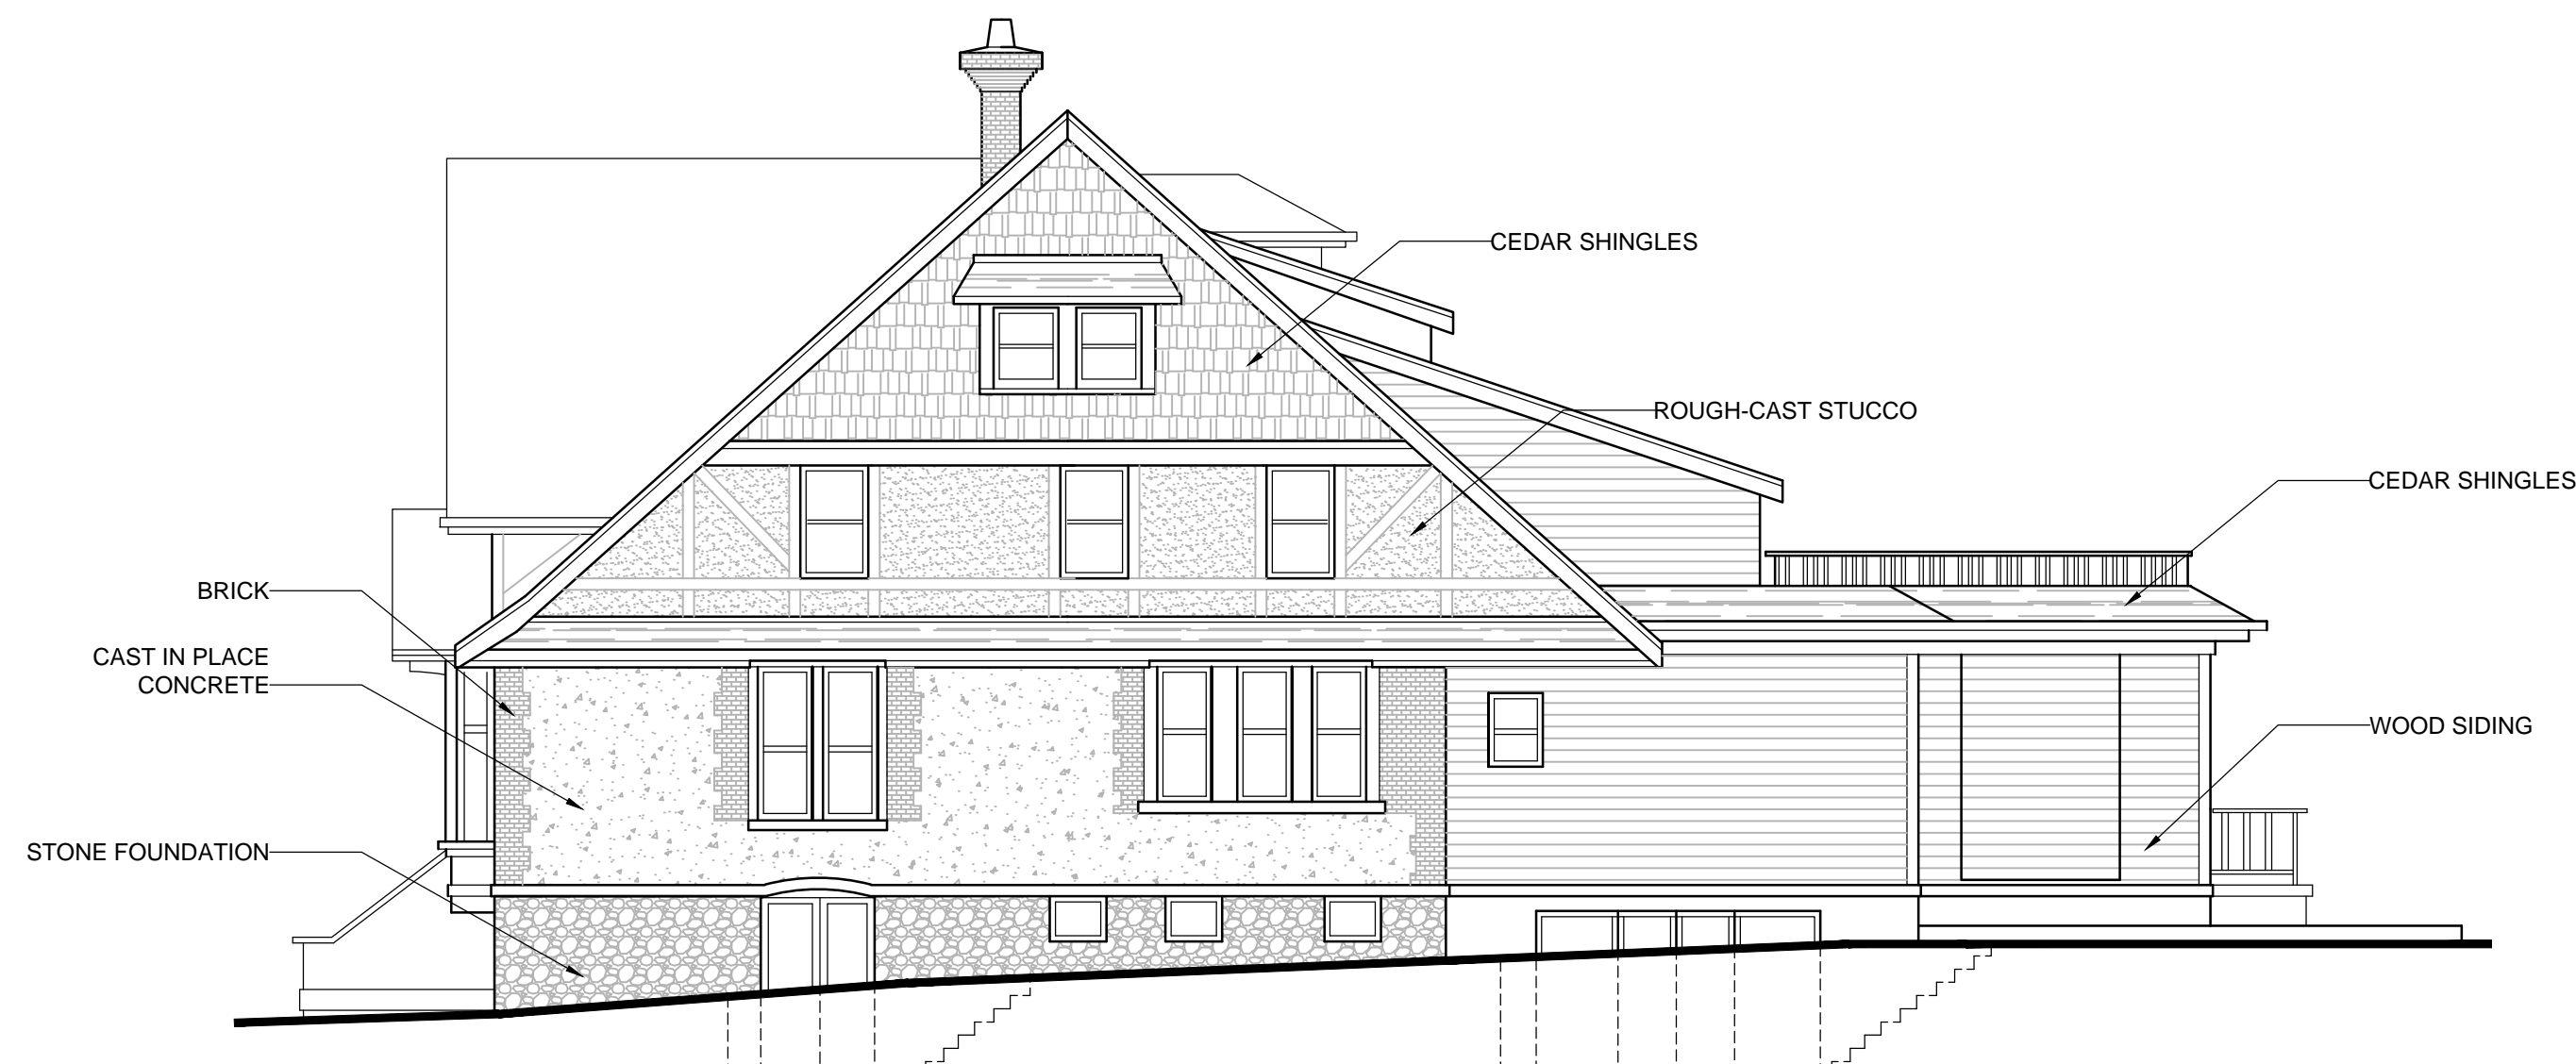 CEDAR SHINGLES
ROUGH-CAST STUCCO
CEDAR SHINGLES
BRICK
CAST IN PLACE
CONCRETE
WOOD SIDING
STONE FOUNDATION